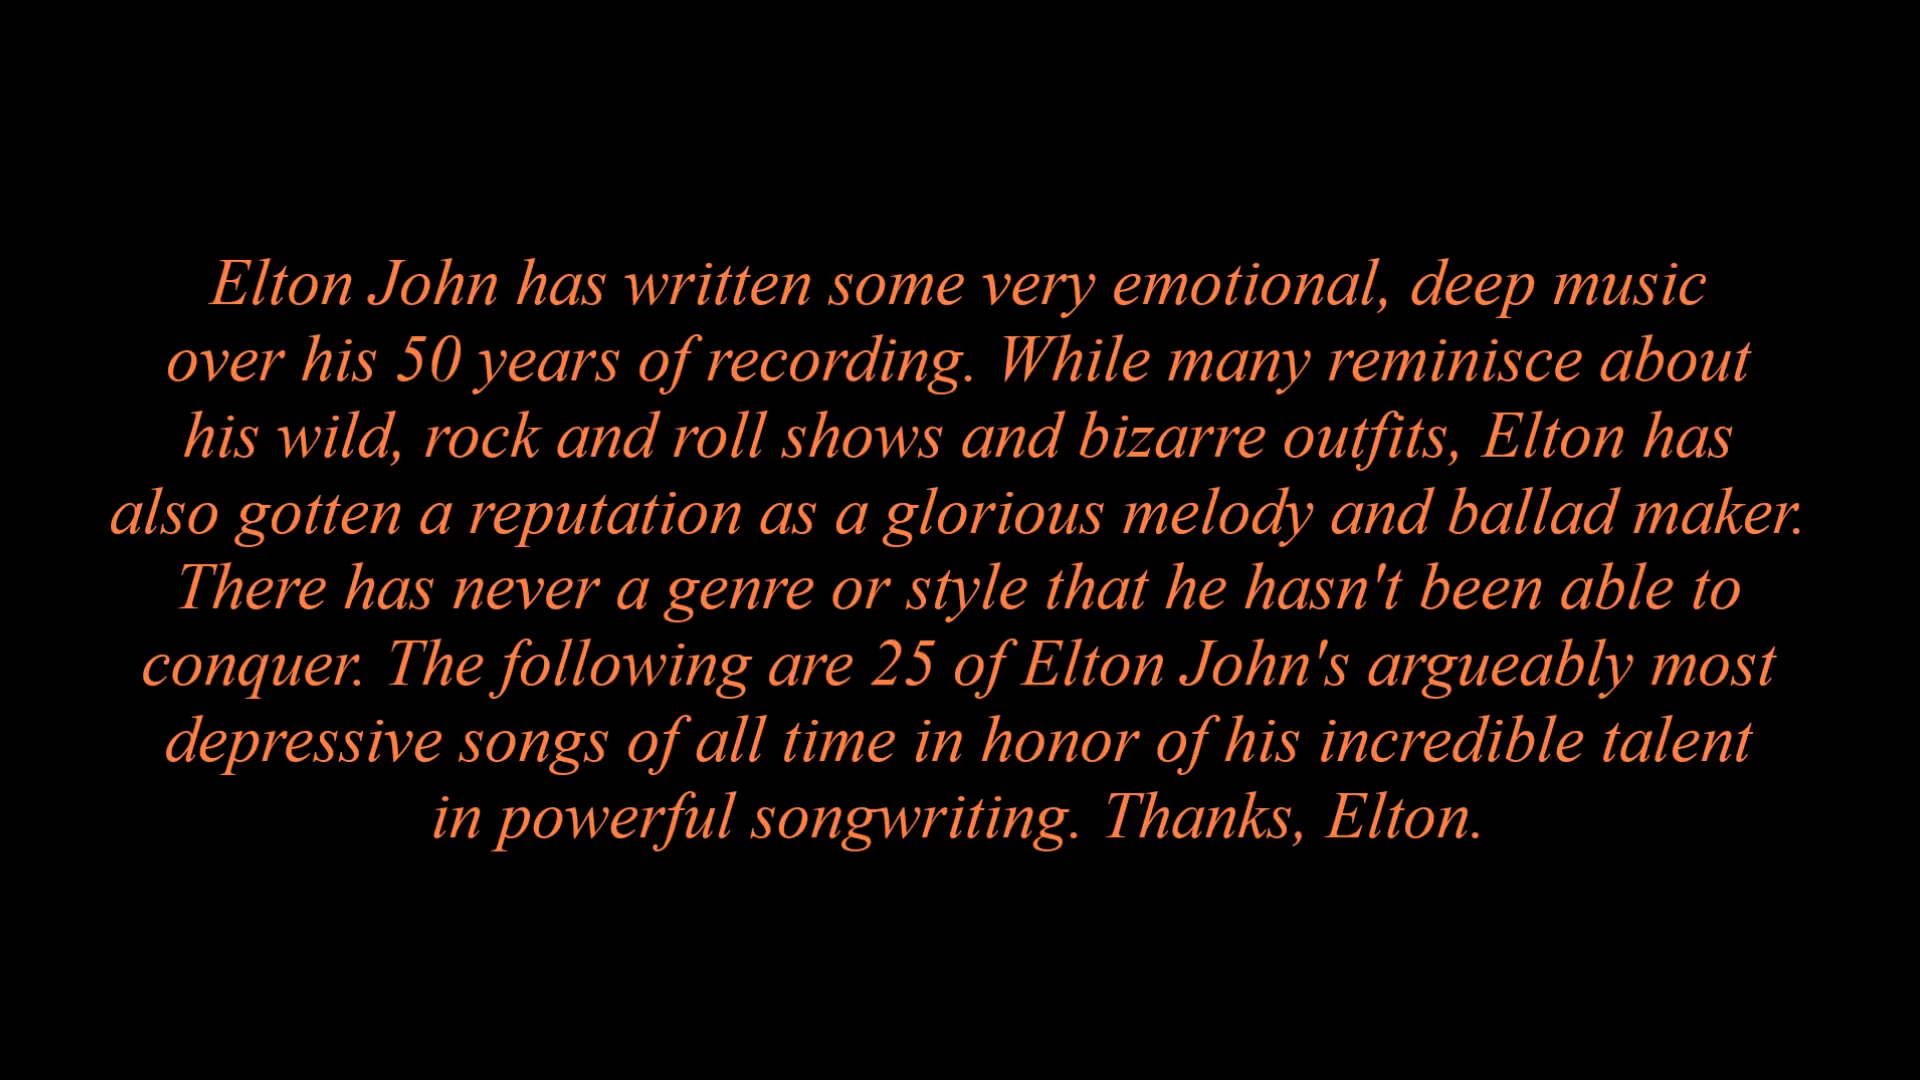 Elton John has written some very emotional, deep music
over his 50 years of recording. While many reminisce about
his wild, rock and roll shows and bizarre outfits, Elton has
also gotten a reputation as a glorious melody and ballad maker.
There has never a genre or style that he hasn't been able to
conquer. The following are 25 of Elton John's argueably most
depressive songs of all time in honor of his incredible talent
in powerful songwriting. Thanks, Elton.